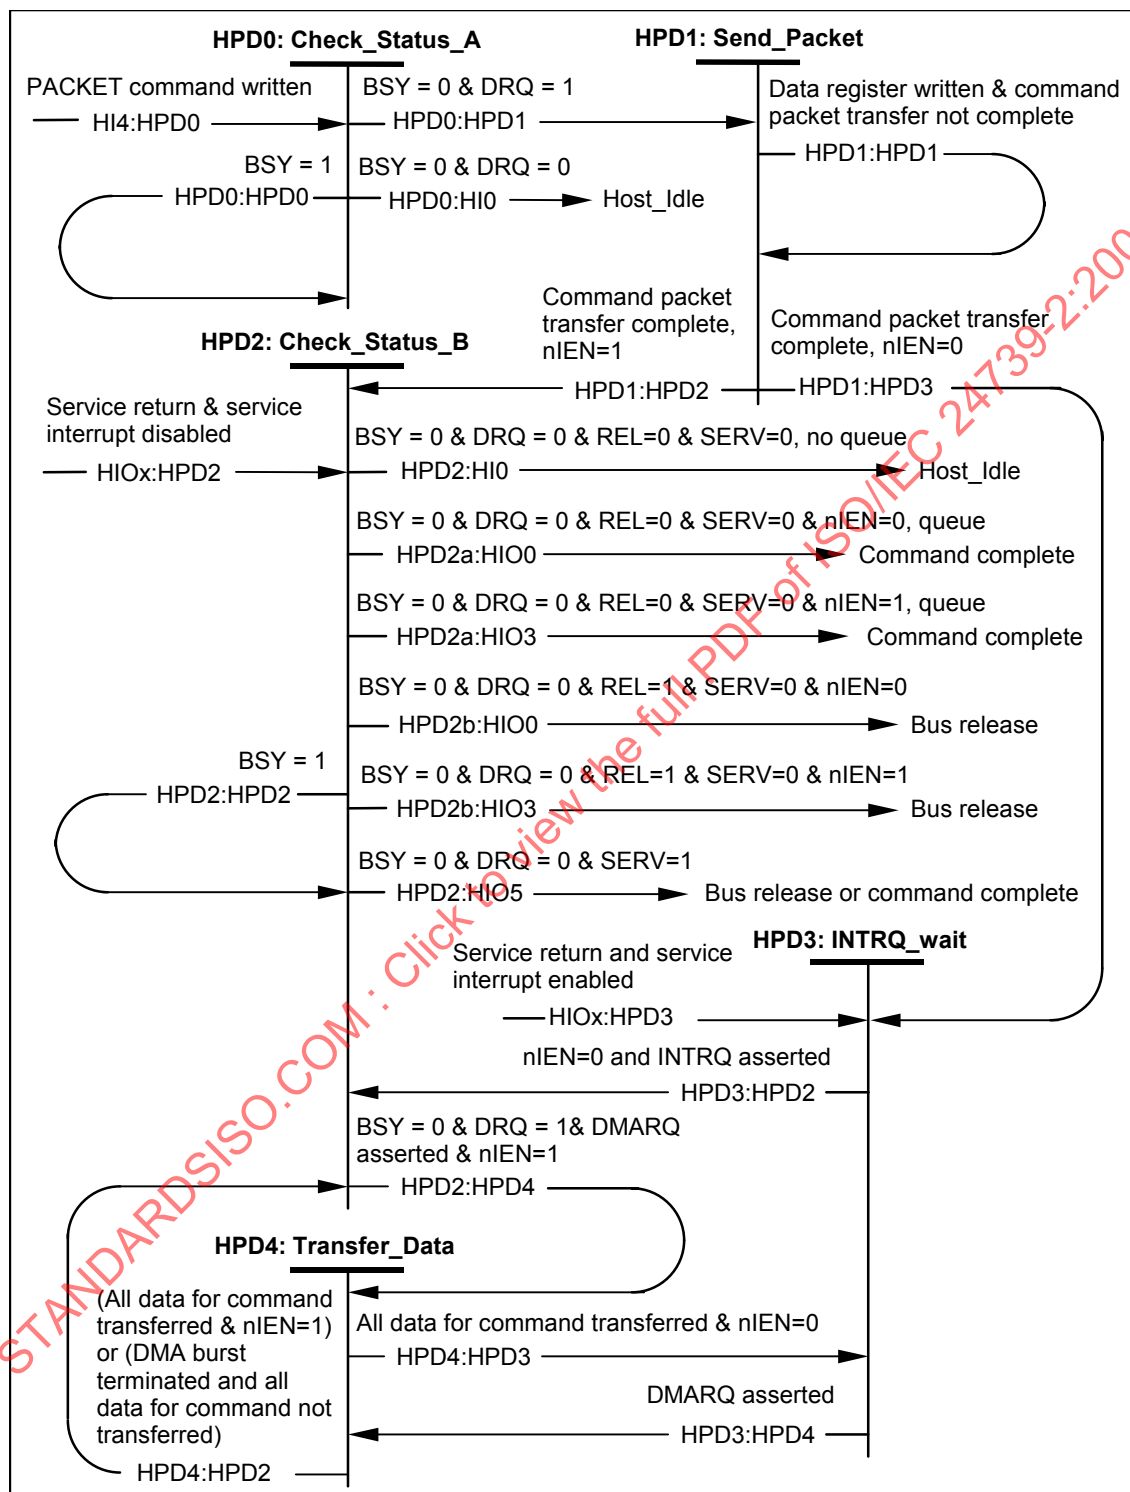 HPD0: Check_Status_A
HPD1: Send_Packet
PACKET command written
BSY = 0 & DRQ = 1
Data register written & command
packet transfer not complete
HI4:HPD0
HPD0:HPD1
HPD1:HPD1
BSY = 1
BSY = 0 & DRQ = 0
HPD0:HPD0
HPD0:HI0
Host_Idle
Command packet
transfer complete,
nIEN=1
Command packet transfer
complete, nIEN=0
HPD2: Check_Status_B
HPD1:HPD2
HPD1:HPD3
Service return & service
interrupt disabled
BSY = 0 & DRQ = 0 & REL=0 & SERV=0, no queue
HIOx:HPD2
HPD2:HI0
Host_Idle
BSY = 0 & DRQ = 0 & REL=0 & SERV=0 & nIEN=0, queue
HPD2a:HIO0
Command complete
BSY = 0 & DRQ = 0 & REL=0 & SERV=0 & nIEN=1, queue
HPD2a:HIO3
Command complete
BSY = 0 & DRQ = 0 & REL=1 & SERV=0 & nIEN=0
HPD2b:HIO0
Bus release
BSY = 1
BSY = 0 & DRQ = 0 & REL=1 & SERV=0 & nIEN=1
HPD2:HPD2
HPD2b:HIO3
Bus release
BSY = 0 & DRQ = 0 & SERV=1
HPD2:HIO5
Bus release or command complete
HPD3: INTRQ_wait
Service return and service
interrupt enabled
HIOx:HPD3
nIEN=0 and INTRQ asserted
HPD3:HPD2
BSY = 0 & DRQ = 1& DMARQ
asserted & nIEN=1
HPD2:HPD4
HPD4: Transfer_Data
(All data for command
transferred & nIEN=1)
or (DMA burst
terminated and all
data for command not
transferred)
All data for command transferred & nIEN=0
HPD4:HPD3
DMARQ asserted
HPD3:HPD4
HPD4:HPD2
STANDARDSISO.COM : Click to view the full PDF of ISO/IEC 24739-2:200